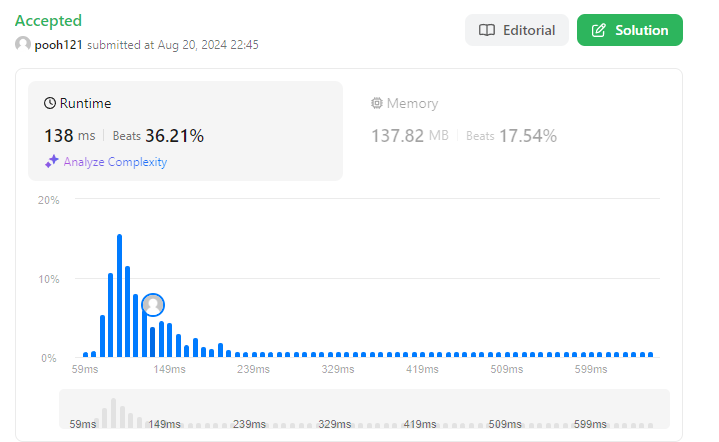 Accepted
pooh121 submitted at Aug 20, 2024 22:45
Editorial
Solution
Runtime
138 ms Beats 36.21%
Analyze Complexity
Memory
137.82 MB Beats 17.54%
20%
10%
0%
59ms 149ms 239ms 329ms 419ms 509ms 599ms
59ms 149ms 239ms 329ms 419ms 509ms 599ms